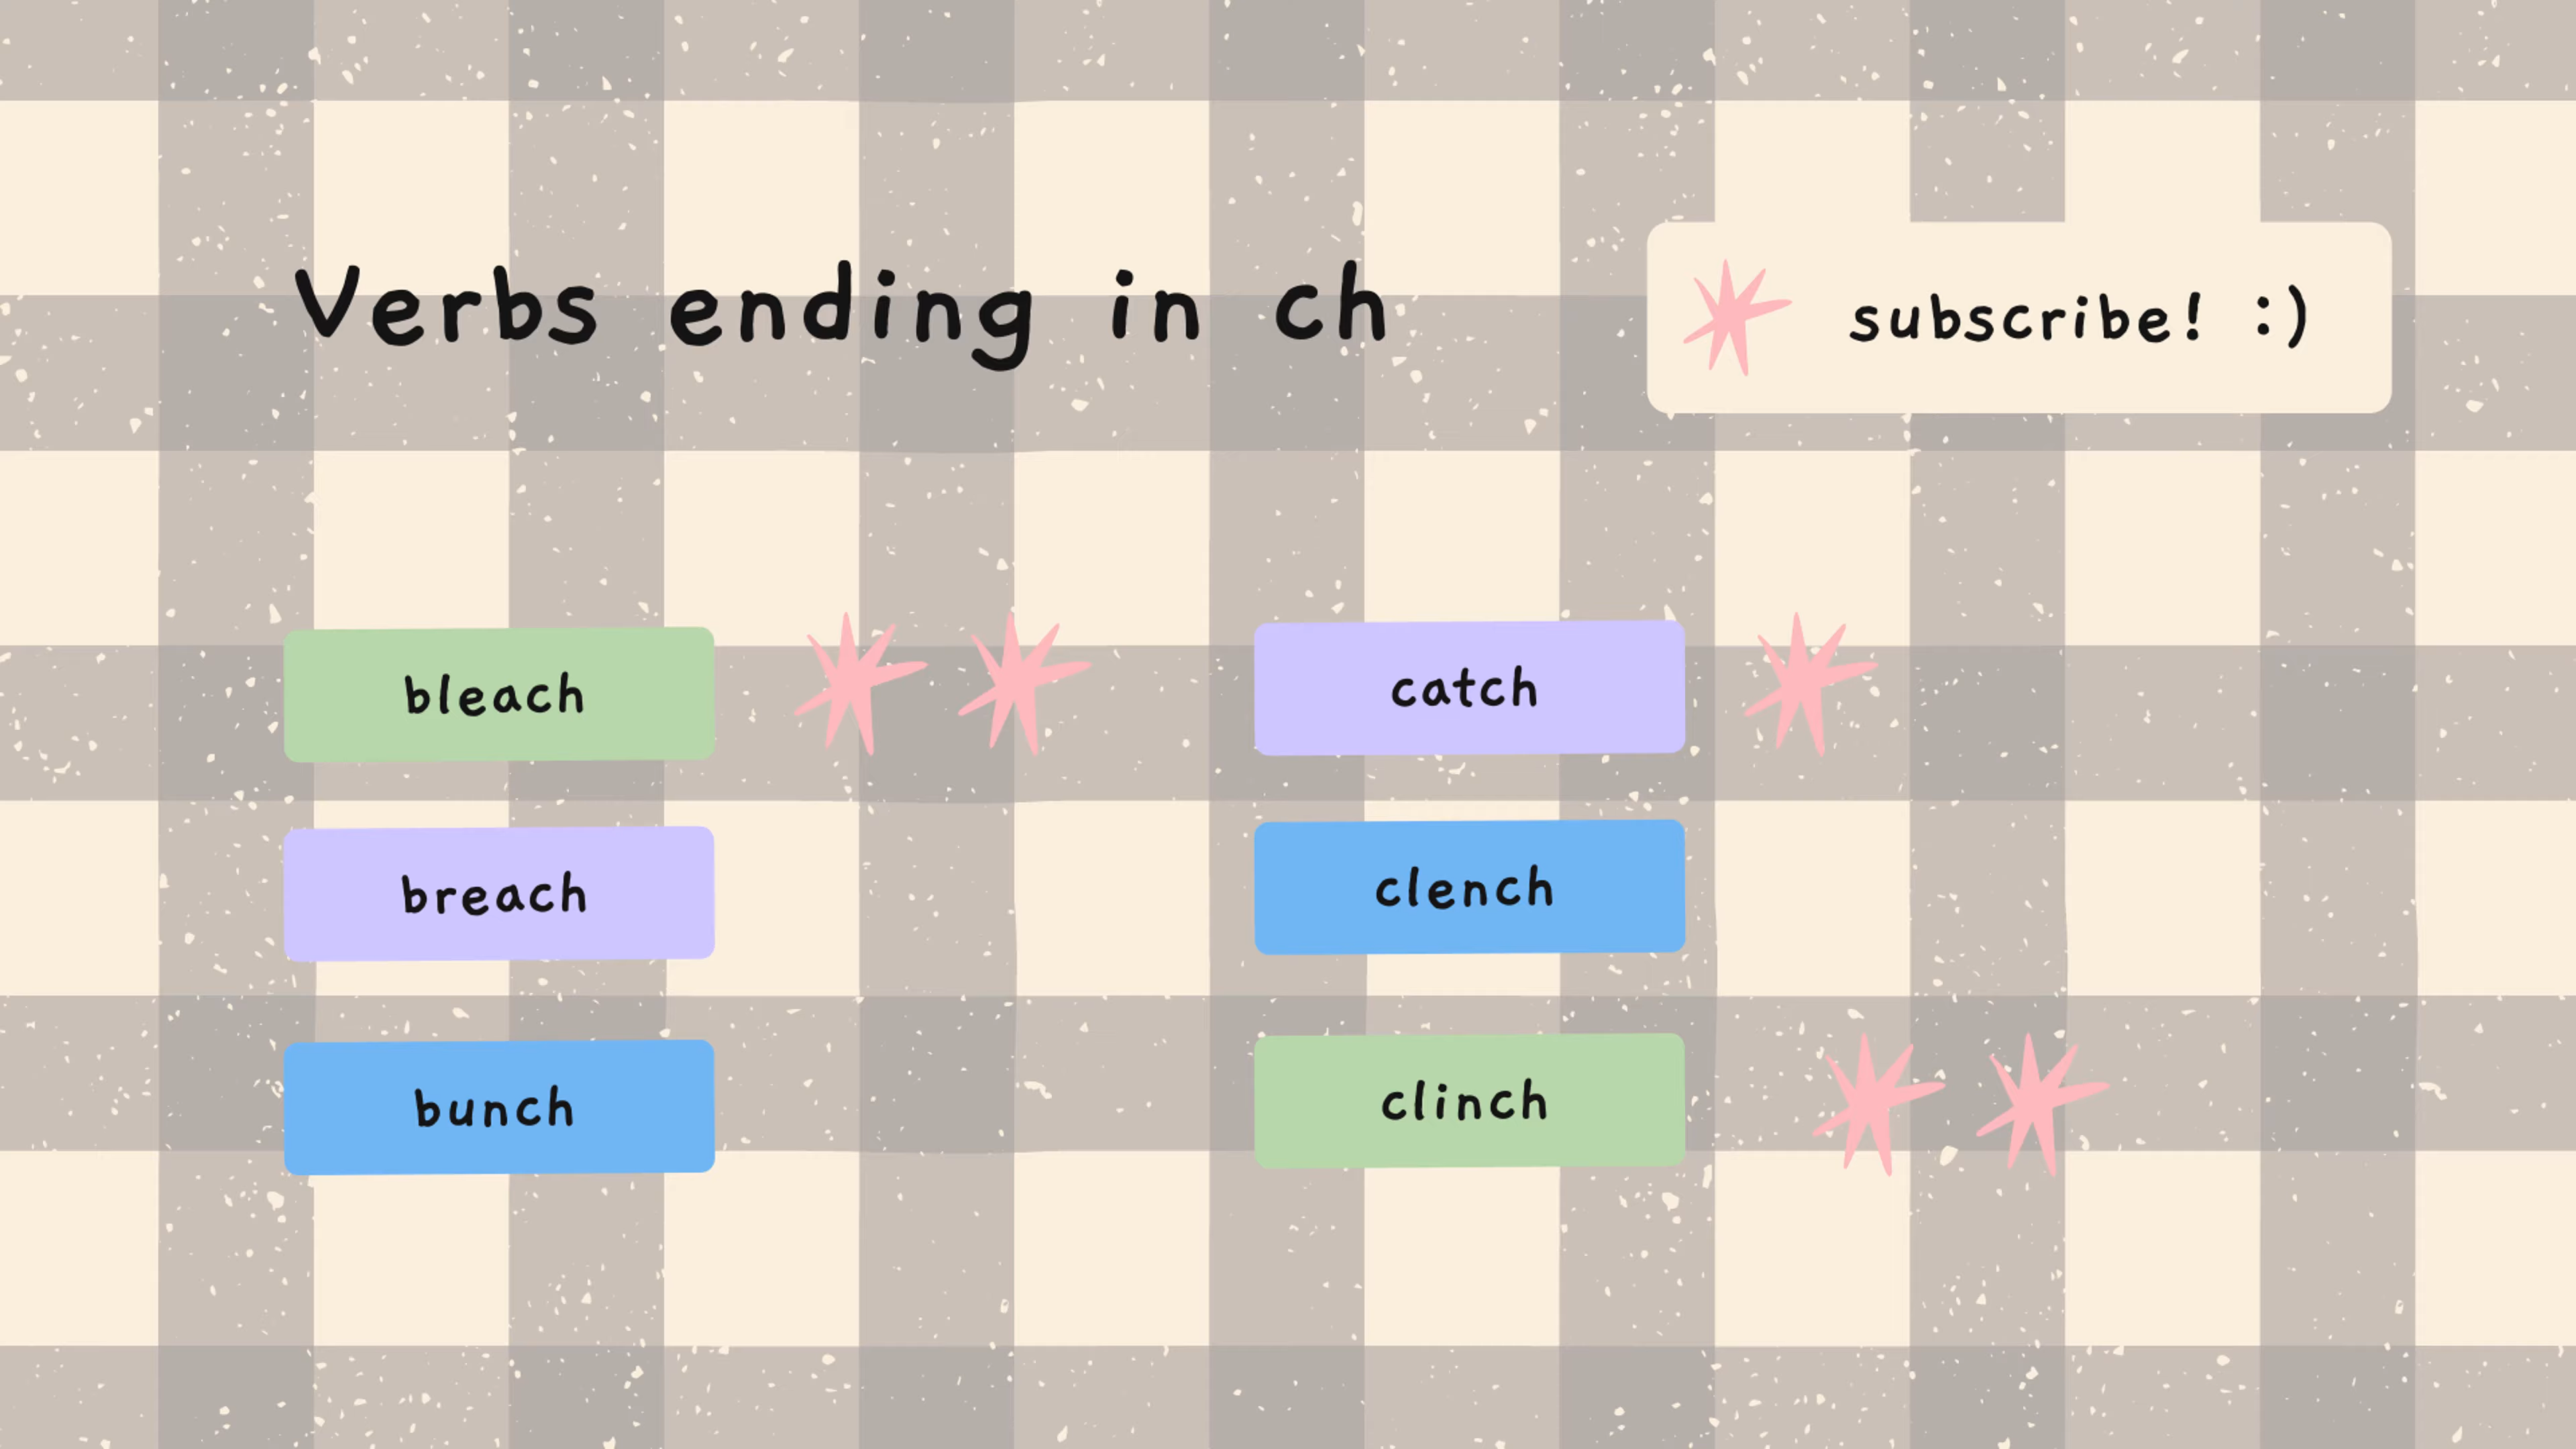 Verbs ending in ch
subscribe! :)
bleach
breach
bunch
catch
clench
clinch